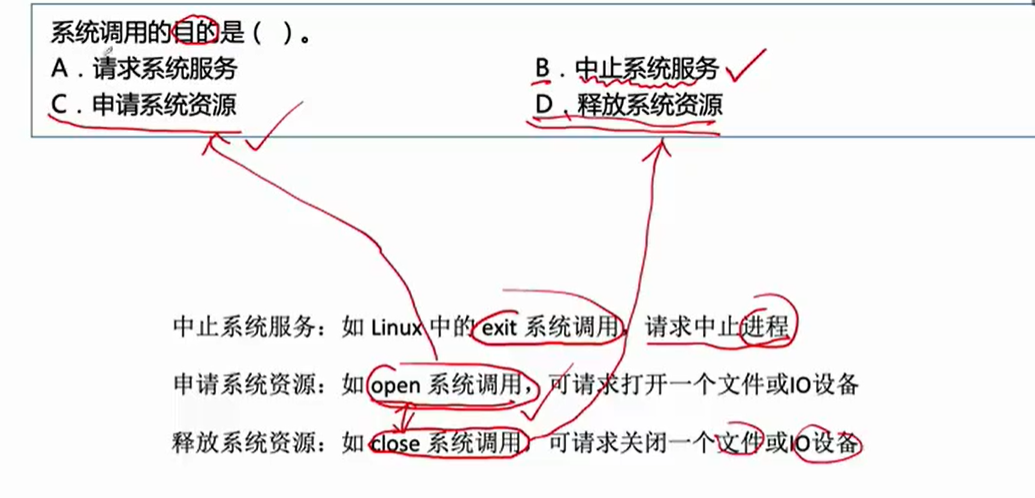 系统调用的目的是（ ）。
A．请求系统服务 B．中止系统服务
C．申请系统资源 D．释放系统资源
中止系统服务：如 Linux 中的 exit 系统调用，请求中止进程
申请系统资源：如 open 系统调用，可请求打开一个文件或IO设备
释放系统资源：如 close 系统调用，可请求关闭一个文件或IO设备